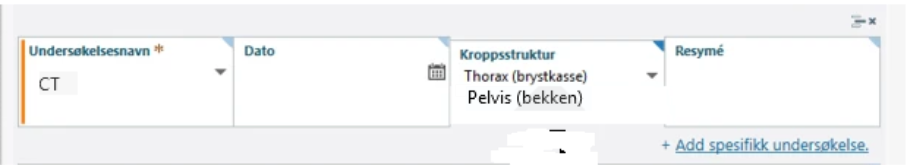 Undersøkelsesnavn *
CT
Dato
Kroppsstruktur
Thorax (brystkasse)
Pelvis (bekken)
Resymé
+ Add spesifikk undersøkelse.